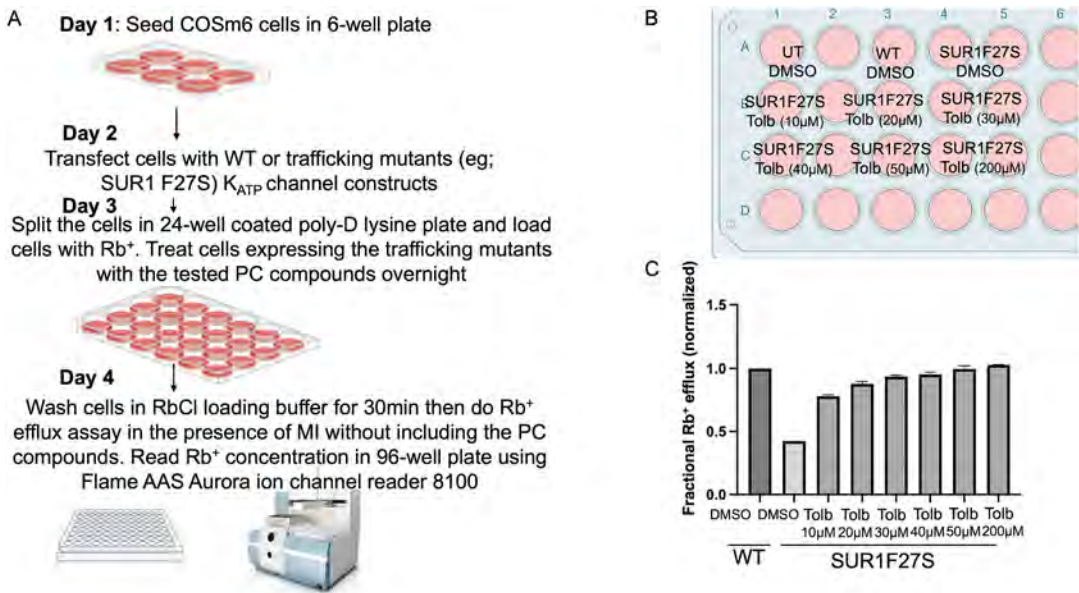 A
Day 1: Seed COSm6 cells in 6-well plate
Day 2
Transfect cells with WT or trafficking mutants (eg;
SUR1 F27S) KATP channel constructs
Day 3
Split the cells in 24-well coated poly-D lysine plate and load
cells with Rb⁺. Treat cells expressing the trafficking mutants
with the tested PC compounds overnight
Day 4
Wash cells in RbCl loading buffer for 30min then do Rb⁺
efflux assay in the presence of MI without including the PC
compounds. Read Rb⁺ concentration in 96-well plate using
Flame AAS Aurora ion channel reader 8100
B
1 2 3 4 5 6
A
UT WT SUR1F27S
DMSO DMSO DMSO
B
SUR1F27S SUR1F27S SUR1F27S
Tolb (10µM) Tolb (20µM) Tolb (30µM)
C
SUR1F27S SUR1F27S SUR1F27S
Tolb (40µM) Tolb (50µM) Tolb (200µM)
D
C
Fractional Rb⁺ efflux (normalized)
1.5
1.0
0.5
0.0
DMSO DMSO Tolb Tolb Tolb Tolb Tolb Tolb
10µM 20µM 30µM 40µM 50µM 200µM
WT SUR1F27S